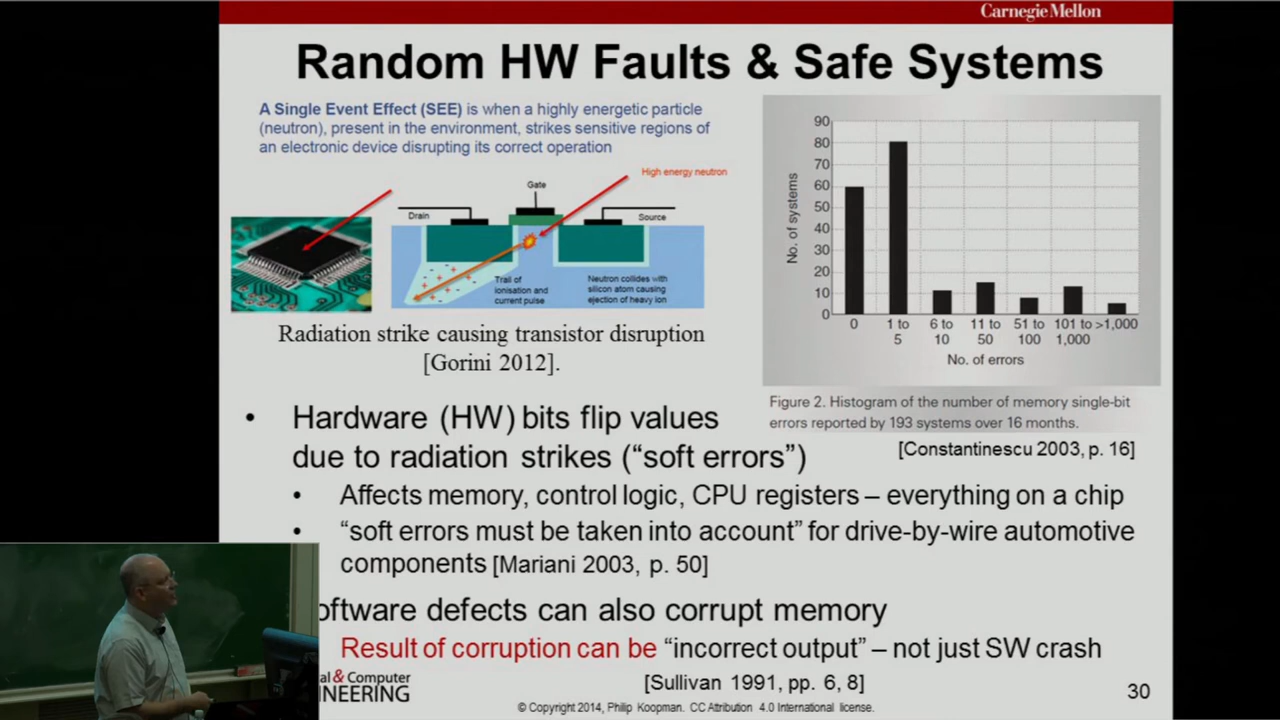 Carnegie Mellon
Random HW Faults & Safe Systems
A Single Event Effect (SEE) is when a highly energetic particle
(neutron), present in the environment, strikes sensitive regions of
an electronic device disrupting its correct operation
High energy neutron
Gate
Drain
Source
Trail of
ionisation and
current pulse
Neutron collides with
silicon atom causing
ejection of heavy ion
Radiation strike causing transistor disruption
[Gorini 2012].
No. of systems
90
80
70
60
50
40
30
20
10
0
0
1 to
5
6 to
10
11 to
50
51 to
100
101 to
1,000
>1,000
No. of errors
Figure 2. Histogram of the number of memory single-bit
errors reported by 193 systems over 16 months.
[Constantinescu 2003, p. 16]
• Hardware (HW) bits flip values
due to radiation strikes (“soft errors”)
• Affects memory, control logic, CPU registers – everything on a chip
• “soft errors must be taken into account” for drive-by-wire automotive
components [Mariani 2003, p. 50]
oftware defects can also corrupt memory
Result of corruption can be “incorrect output” – not just SW crash
[Sullivan 1991, pp. 6, 8]
al & Computer
INEERING
© Copyright 2014, Philip Koopman. CC Attribution 4.0 International license.
30